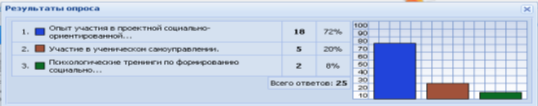 Результаты опроса
1. Опыт участия в проектной социально-
ориентированной... 18 72%
2. Участие в ученическом самоуправлении. 5 20%
3. Психологические тренинги по формированию
социально... 2 8%
Всего ответов: 25
100
90
80
70
60
50
40
30
20
10